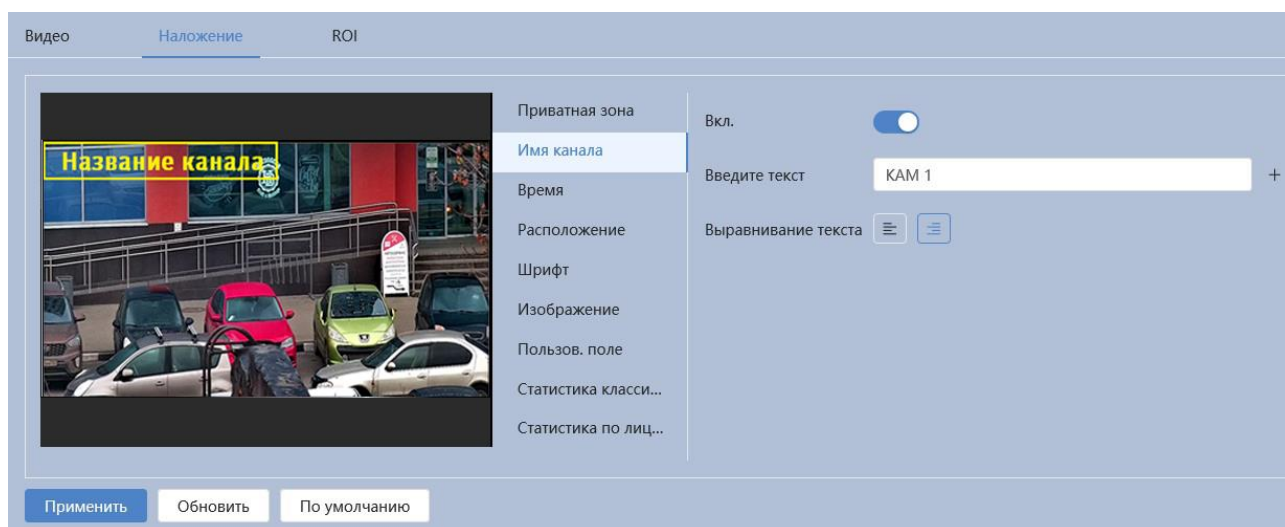 Видео
Наложение
ROI
Название канала
Приватная зона
Имя канала
Время
Расположение
Шрифт
Изображение
Пользов. поле
Статистика класси...
Статистика по лиц...
Вкл.
Введите текст
КАМ 1
+
Выравнивание текста
Применить
Обновить
По умолчанию